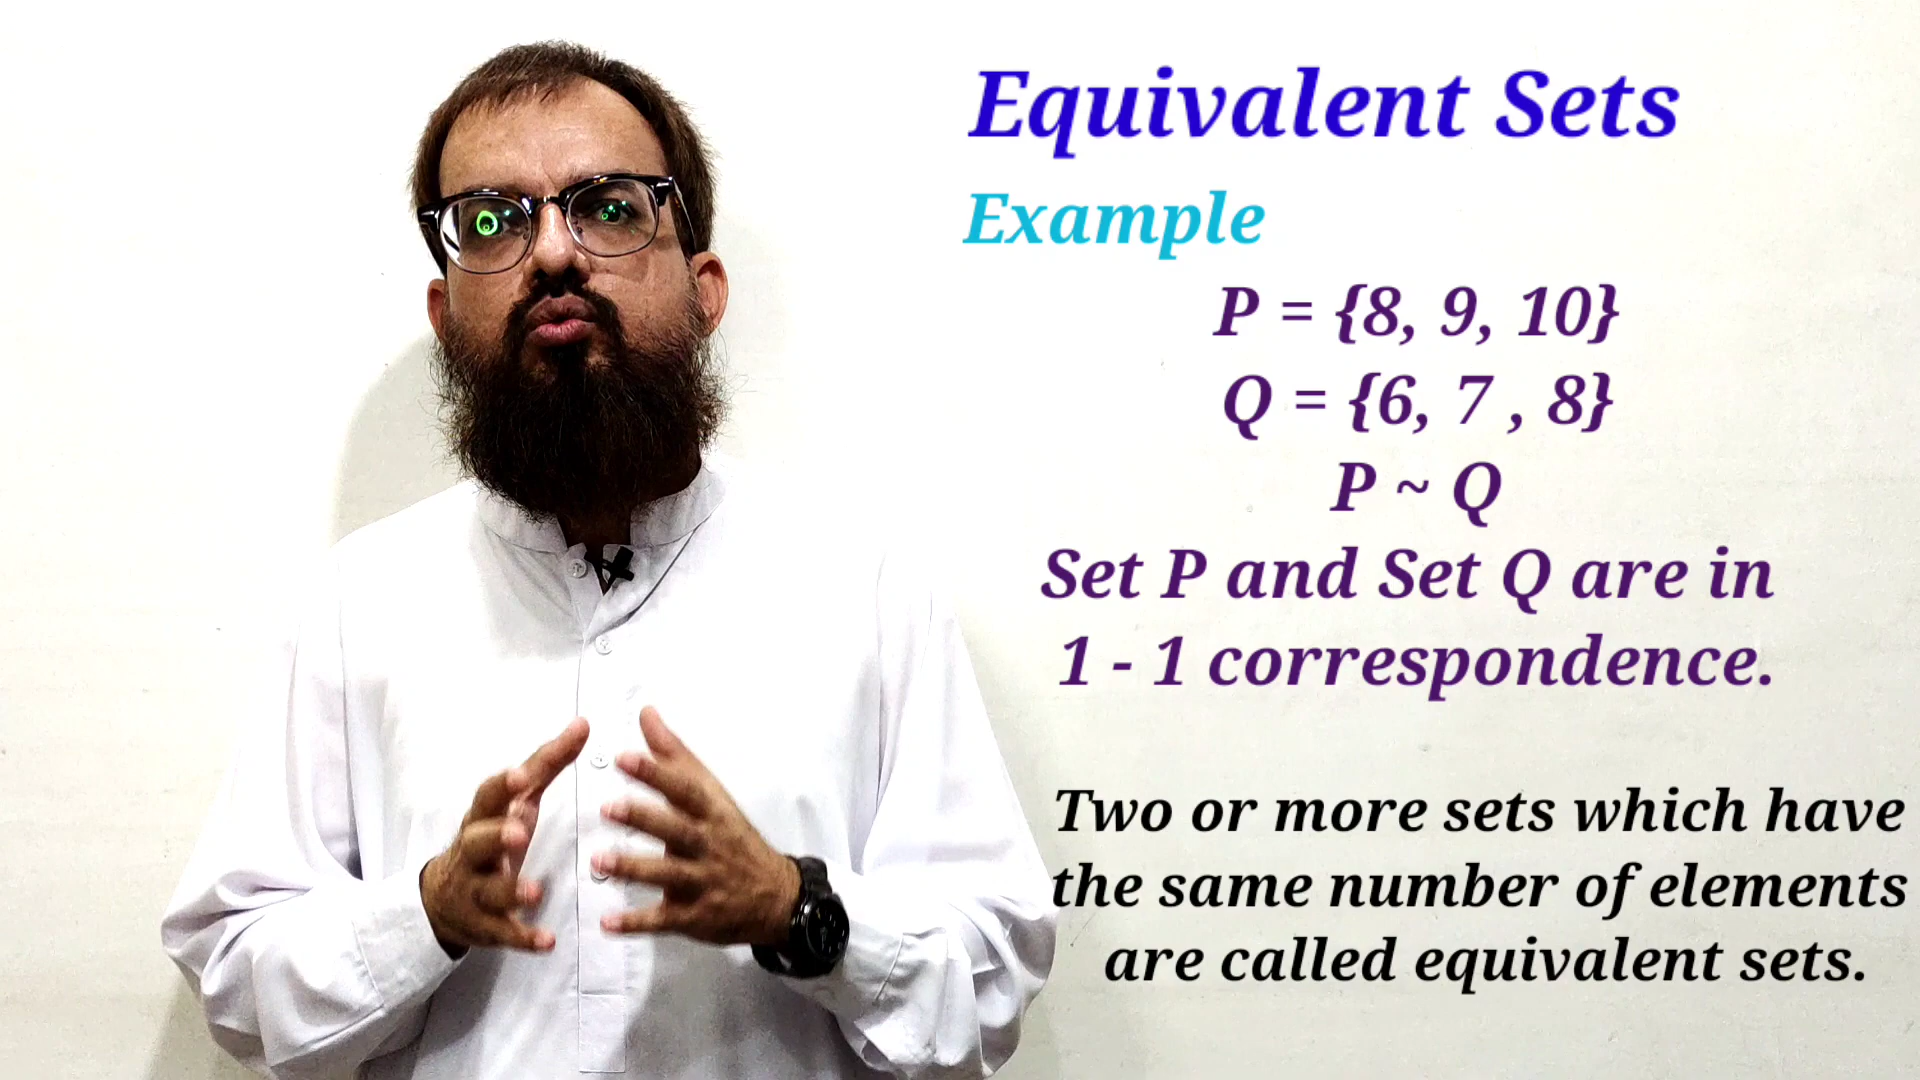 Equivalent Sets
Example
P = {8, 9, 10}
Q = {6, 7 , 8}
P ~ Q
Set P and Set Q are in
1 - 1 correspondence.
Two or more sets which have
the same number of elements
are called equivalent sets.